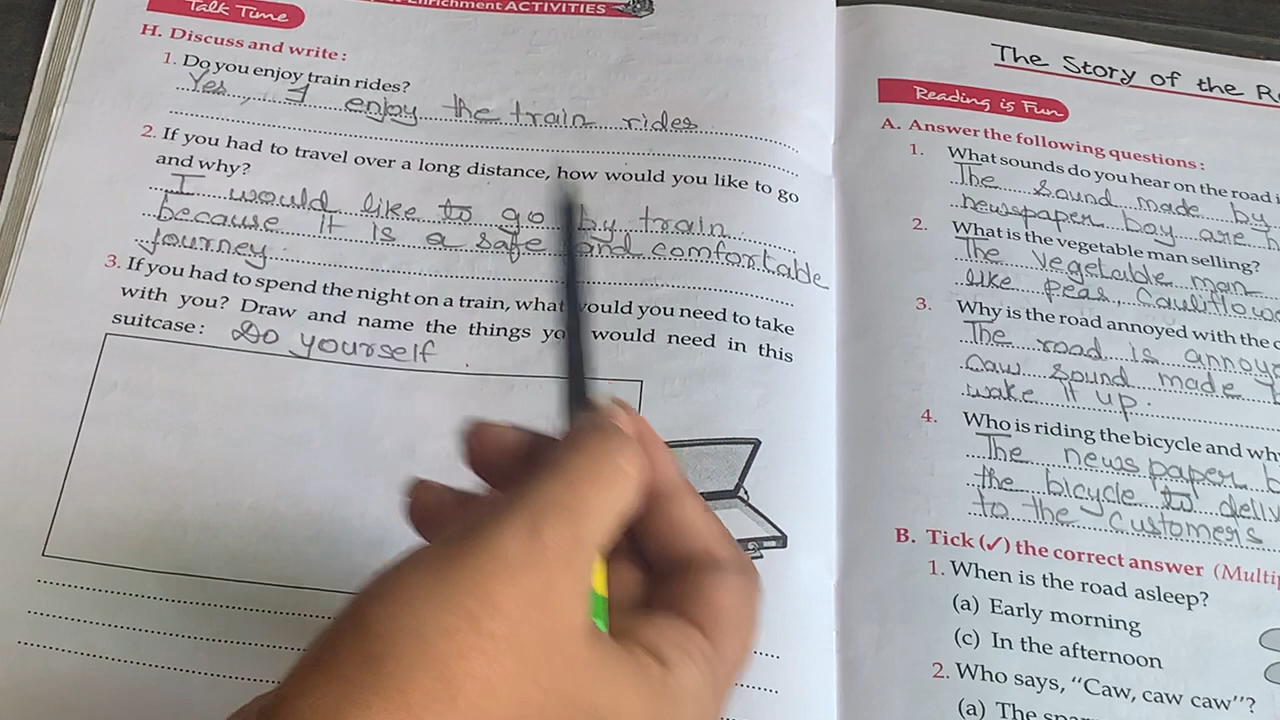 Enrichment ACTIVITIES
Talk Time
H. Discuss and write :
1. Do you enjoy train rides?
Yes, I enjoy the train rides
2. If you had to travel over a long distance, how would you like to go
and why?
I would like to go by train
because it is a safe and comfortable
journey.
3. If you had to spend the night on a train, what would you need to take
with you? Draw and name the things you would need in this
suitcase : Do yourself
The Story of the
Reading is Fun
A. Answer the following questions :
1. What sounds do you hear on the road
The sound made by
newspaper boy are
2. What is the vegetable man selling?
The vegetable man
like peas, Cauliflow
3. Why is the road annoyed with the
The road is annoy
Caw sound made
wake it up.
4. Who is riding the bicycle and
The news paper
the bicycle to
to the customers
B. Tick (✓) the correct answer
1. When is the road asleep?
(a) Early morning
(c) In the afternoon
2. Who says, “Caw, caw caw”?
(a) The